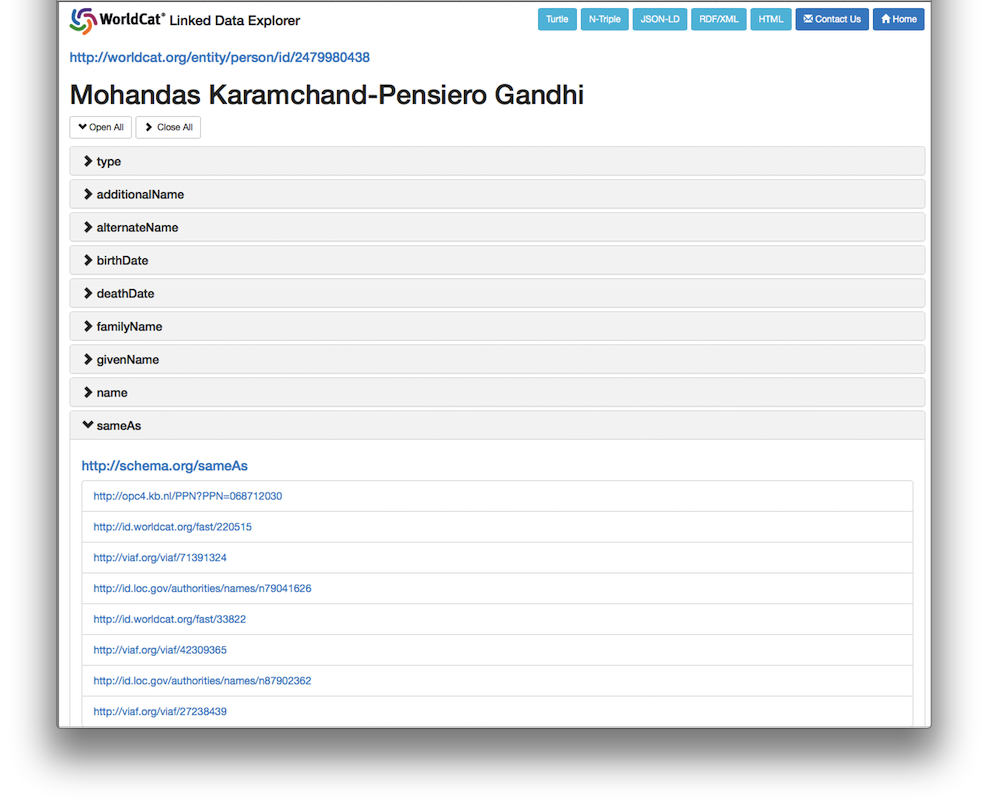 WorldCat® Linked Data Explorer Turtle N-Triple JSON-LD RDF/XML HTML Contact Us Home
http://worldcat.org/entity/person/id/2479980438
Mohandas Karamchand-Pensiero Gandhi
Open All Close All
type
additionalName
alternateName
birthDate
deathDate
familyName
givenName
name
sameAs
http://schema.org/sameAs
http://opc4.kb.nl/PPN?PPN=068712030
http://id.worldcat.org/fast/220515
http://viaf.org/viaf/71391324
http://id.loc.gov/authorities/names/n79041626
http://id.worldcat.org/fast/33822
http://viaf.org/viaf/42309365
http://id.loc.gov/authorities/names/n87902362
http://viaf.org/viaf/27238439